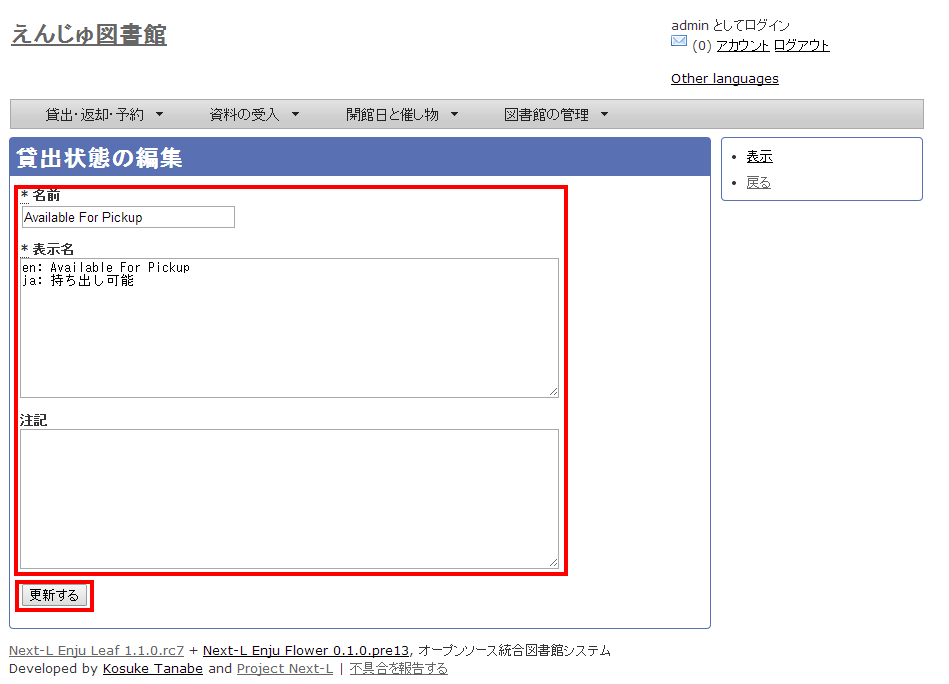 えんじゅ図書館
admin としてログイン
(0) アカウント ログアウト
Other languages
貸出・返却・予約 ▼ 資料の受入 ▼ 開館日と催し物 ▼ 図書館の管理 ▼
貸出状態の編集
* 名前
Available For Pickup
* 表示名
en: Available For Pickup
ja: 持ち出し可能
注記
更新する
• 表示
• 戻る
Next-L Enju Leaf 1.1.0.rc7 + Next-L Enju Flower 0.1.0.pre13, オープンソース統合図書館システム
Developed by Kosuke Tanabe and Project Next-L | 不具合を報告する